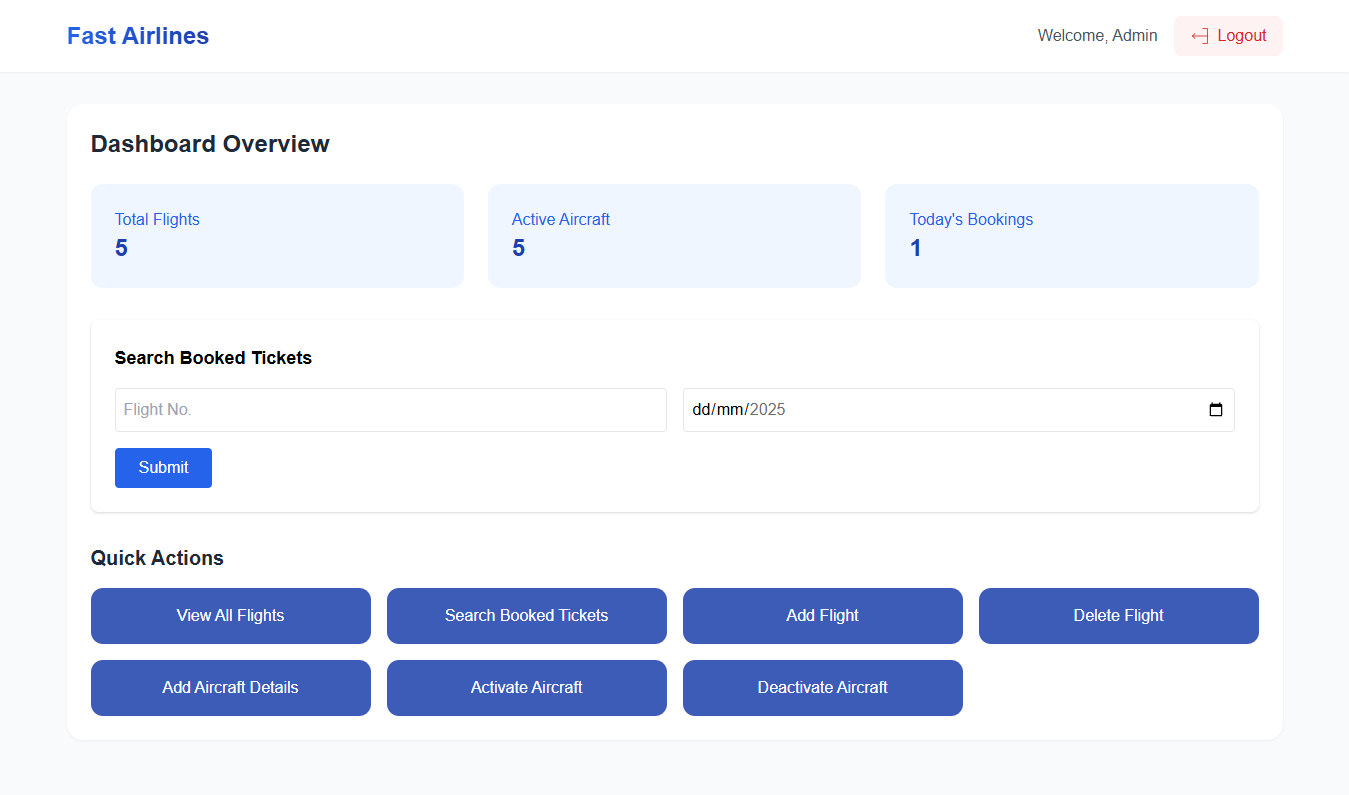 Fast Airlines
Welcome, Admin
Logout
Dashboard Overview
Total Flights
5
Active Aircraft
5
Today's Bookings
1
Search Booked Tickets
Flight No.
dd/mm/2025
Submit
Quick Actions
View All Flights
Search Booked Tickets
Add Flight
Delete Flight
Add Aircraft Details
Activate Aircraft
Deactivate Aircraft